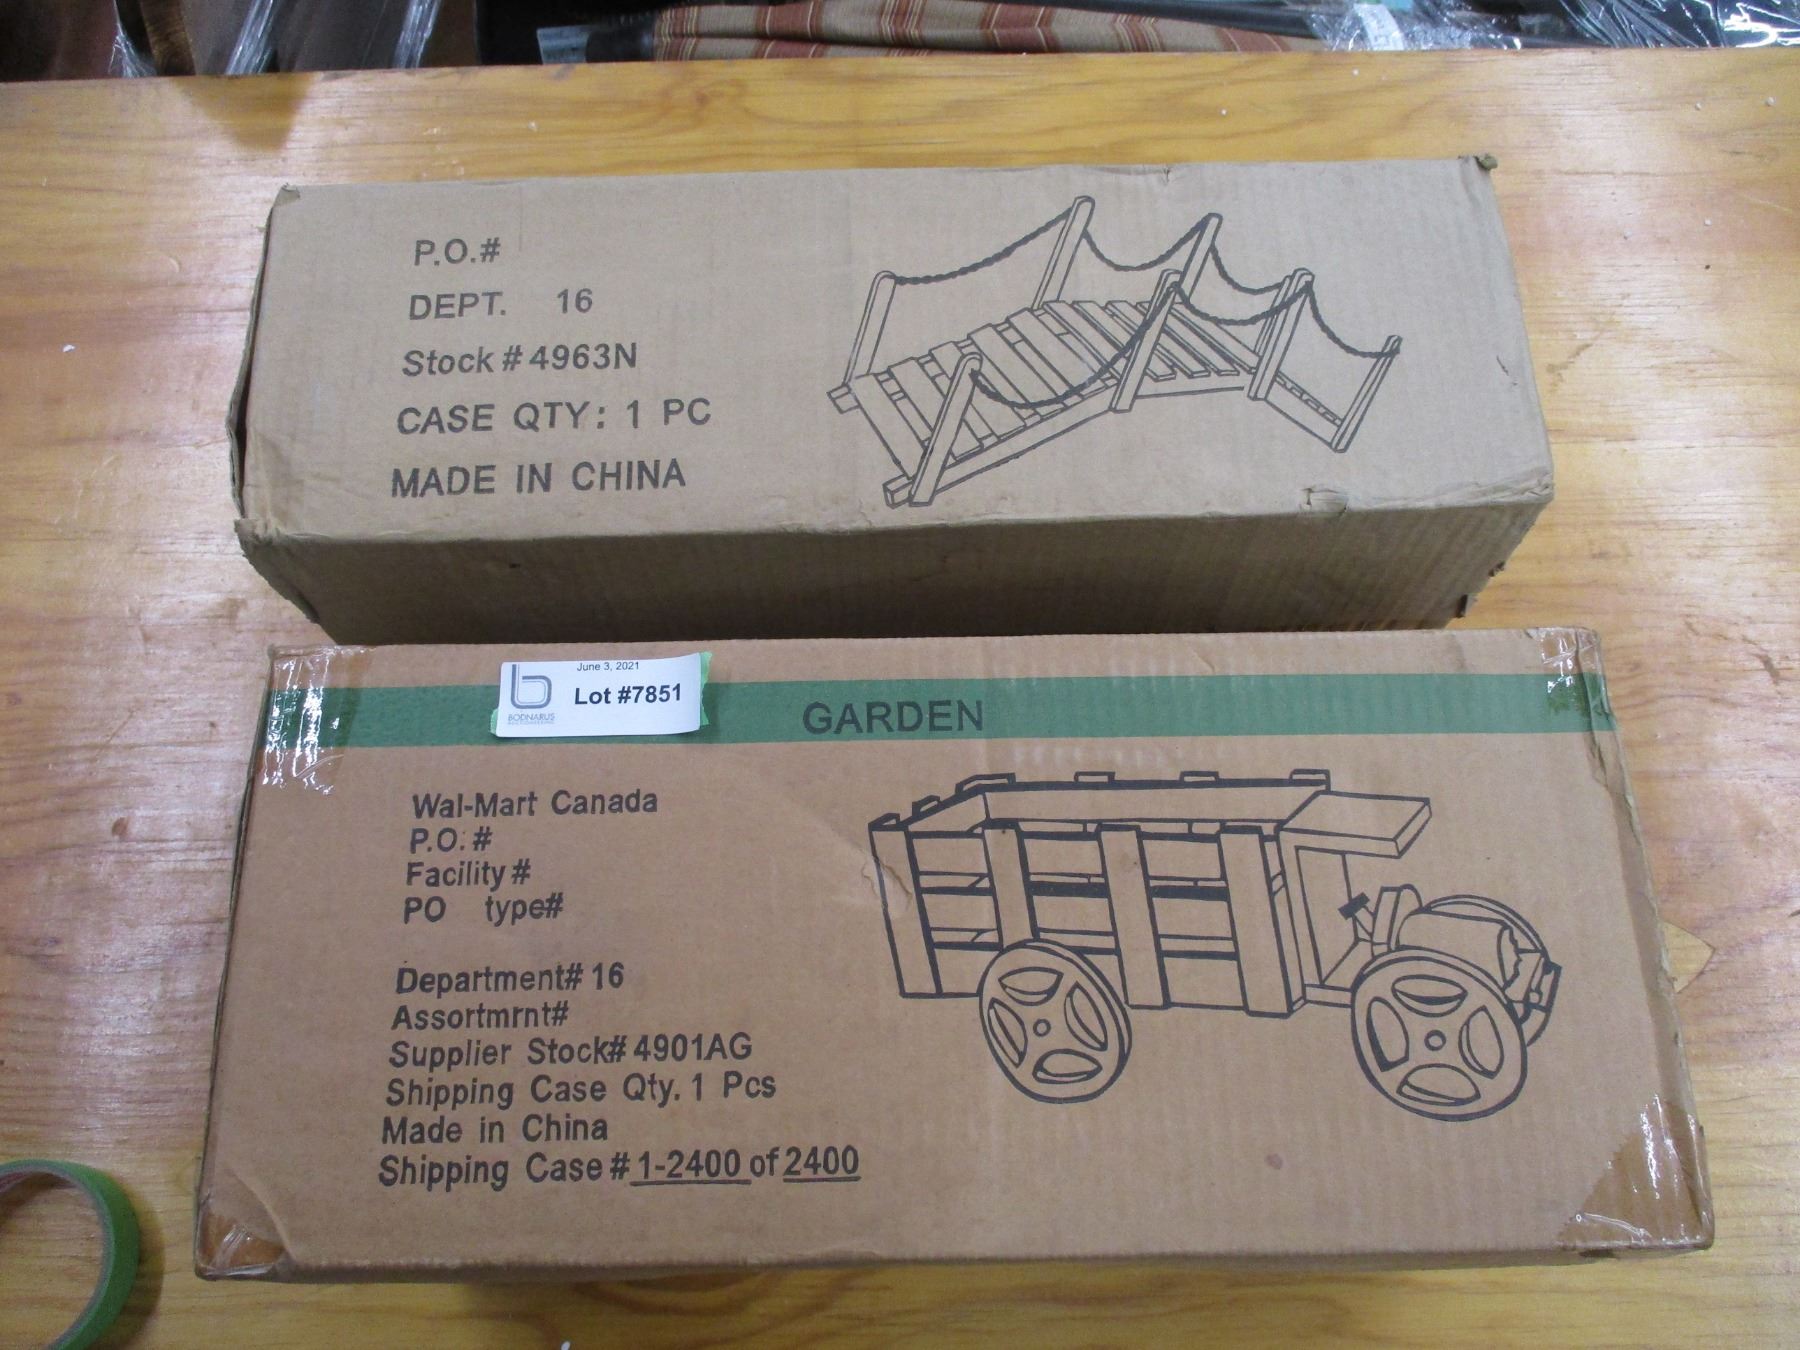 P.O.#
DEPT. 16
Stock # 4963N
CASE QTY: 1 PC
MADE IN CHINA
June 3, 2021
Lot #7851
BODNARUS
AUCTIONEERING
GARDEN
Wal-Mart Canada
P.O.#
Facility #
PO type#
Department# 16
Assortmrnt#
Supplier Stock# 4901AG
Shipping Case Qty. 1 Pcs
Made in China
Shipping Case # 1-2400 of 2400